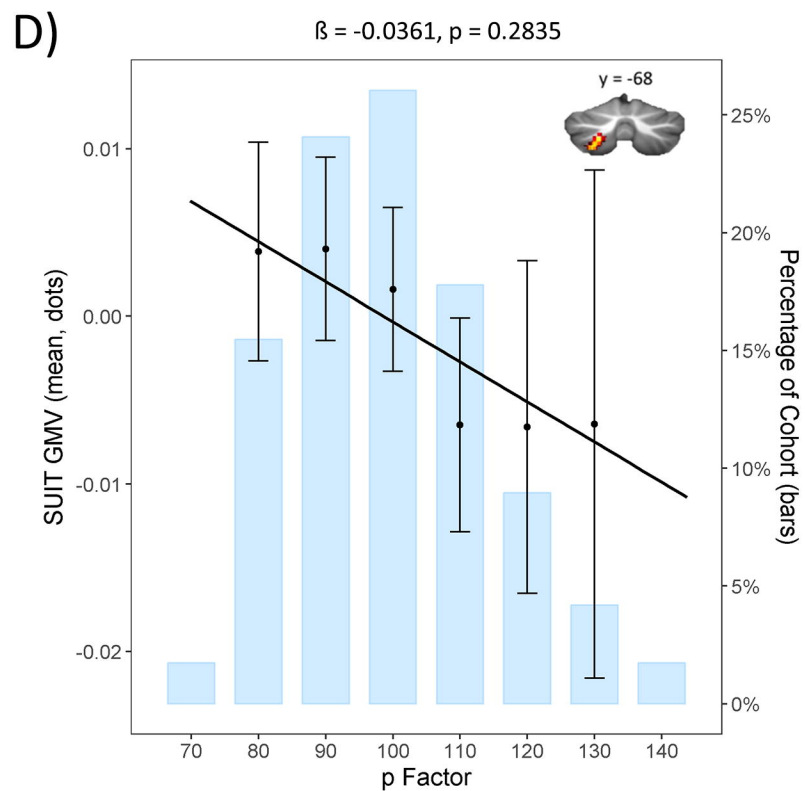 D)
ß = -0.0361, p = 0.2835
y = -68
0.01
0.00
-0.01
-0.02
SUIT GMV (mean, dots)
25%
20%
15%
10%
5%
0%
Percentage of Cohort (bars)
70 80 90 100 110 120 130 140
p Factor